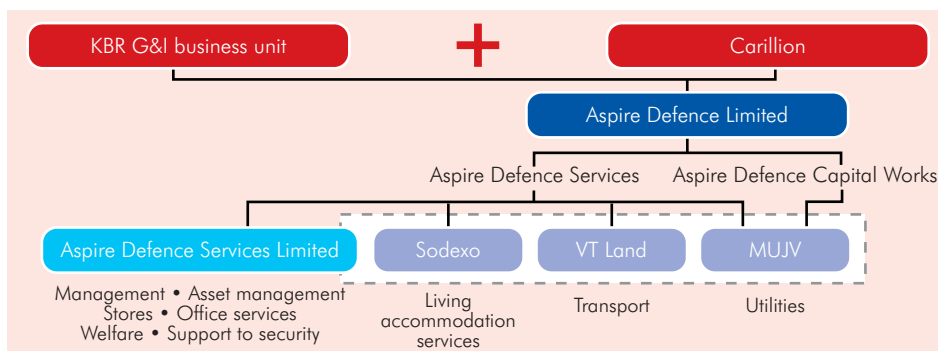 KBR G&I business unit
+
Carillion
Aspire Defence Limited
Aspire Defence Services
Aspire Defence Capital Works
Aspire Defence Services Limited
Sodexo
VT Land
MUJV
Management • Asset management
Stores • Office services
Welfare • Support to security
Living
accommodation
services
Transport
Utilities